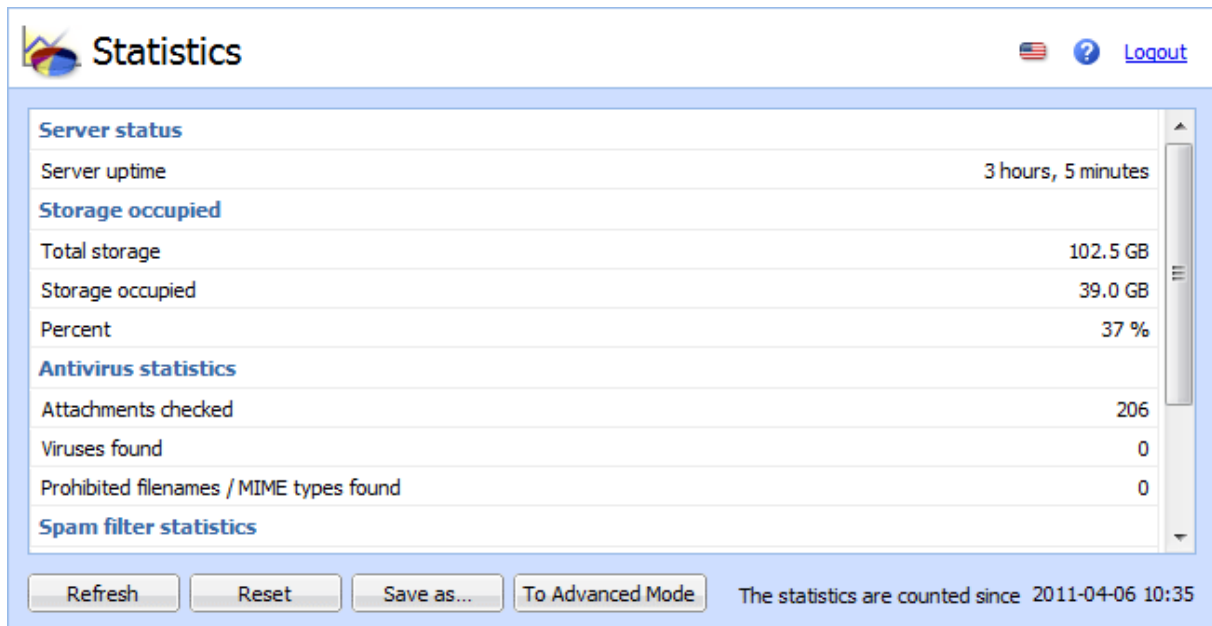 Statistics
Logout
Server status
Server uptime 3 hours, 5 minutes
Storage occupied
Total storage 102.5 GB
Storage occupied 39.0 GB
Percent 37 %
Antivirus statistics
Attachments checked 206
Viruses found 0
Prohibited filenames / MIME types found 0
Spam filter statistics
Refresh Reset Save as... To Advanced Mode The statistics are counted since 2011-04-06 10:35